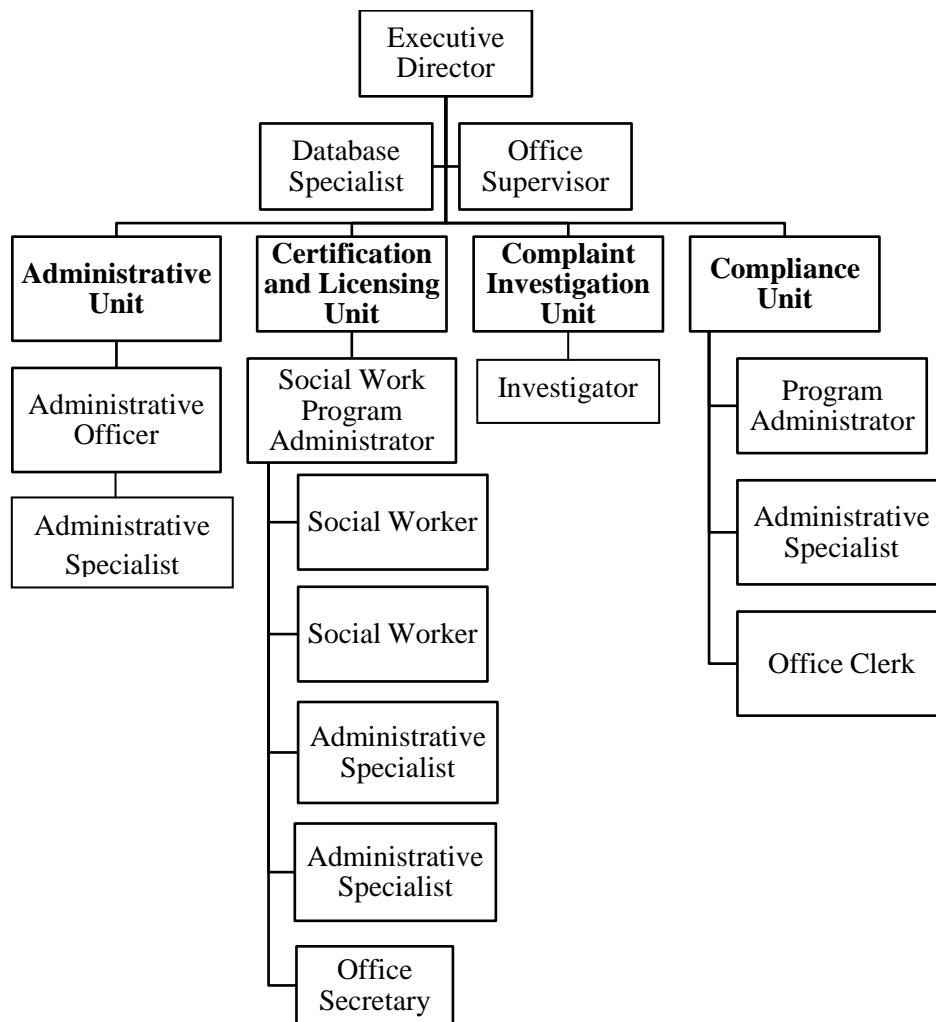 Executive
Director
Database
Specialist
Office
Supervisor
Administrative
Unit
Certification
and Licensing
Unit
Complaint
Investigation
Unit
Compliance
Unit
Administrative
Officer
Administrative
Specialist
Social Work
Program
Administrator
Social Worker
Social Worker
Administrative
Specialist
Administrative
Specialist
Office
Secretary
Investigator
Program
Administrator
Administrative
Specialist
Office Clerk